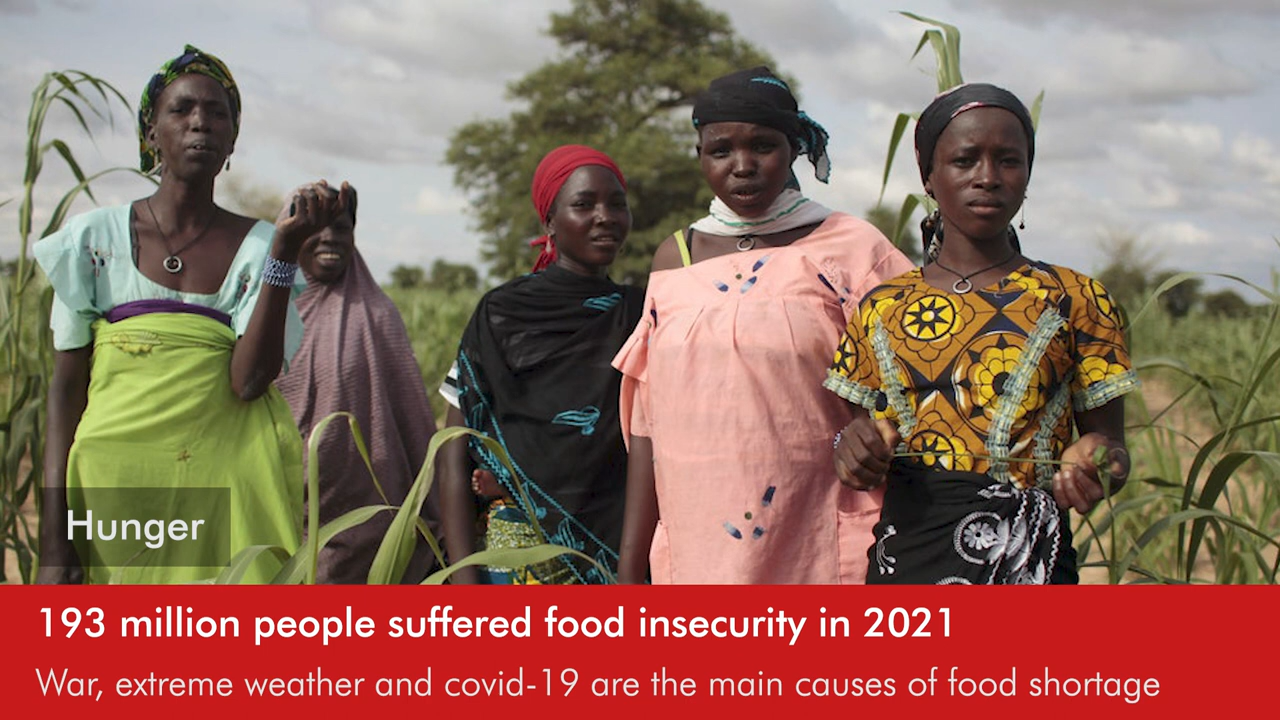 Hunger
193 million people suffered food insecurity in 2021
War, extreme weather and covid-19 are the main causes of food shortage